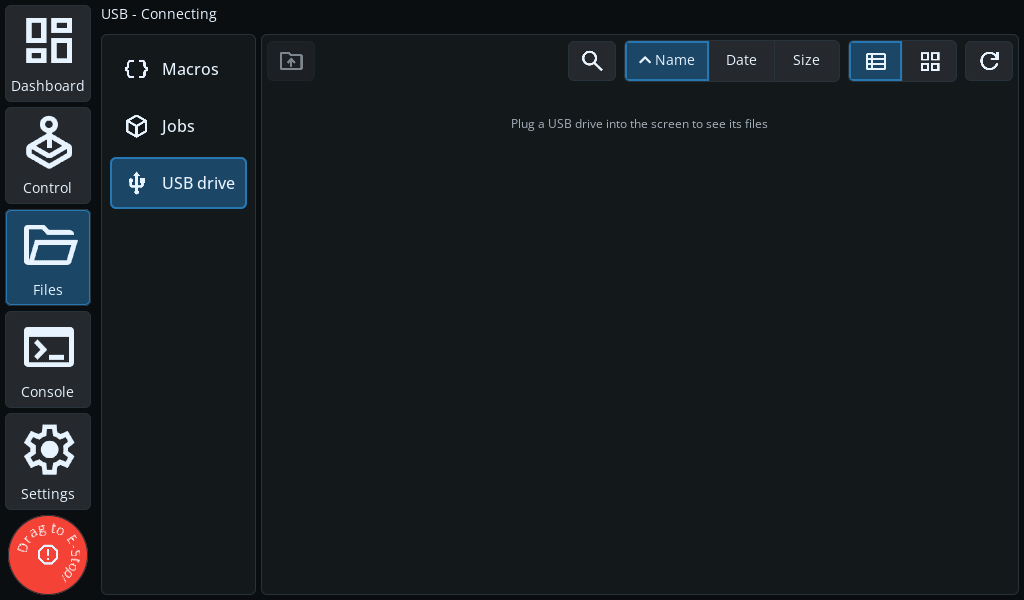 USB - Connecting
Dashboard
Control
Files
Console
Settings
Drag to E-Stop!
Macros
Jobs
USB drive
Name
Date
Size
Plug a USB drive into the screen to see its files